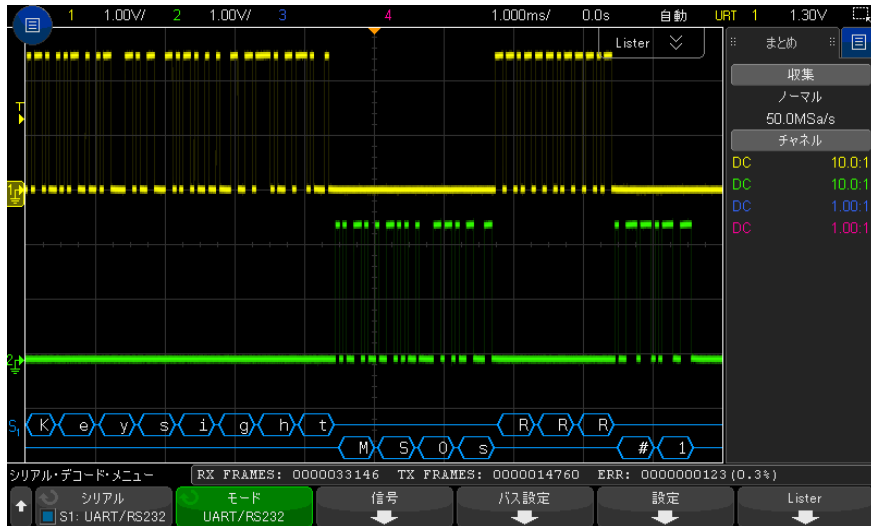 1 1.00V/ 2 1.00V/ 3 4 1.000ms/ 0.0s 自動 URT 1 1.30V
Lister
まとめ
収集
ノーマル
50.0MSa/s
チャネル
DC 10.0:1
DC 10.0:1
DC 1.00:1
DC 1.00:1
T
1
2
S1 K e y s i g h t R R R
M S O s # 1
シリアル・デコード・メニュー RX FRAMES: 0000033146 TX FRAMES: 0000014760 ERR: 0000000123(0.3%)
シリアル モード 信号 バス設定 設定 Lister
S1: UART/RS232 UART/RS232